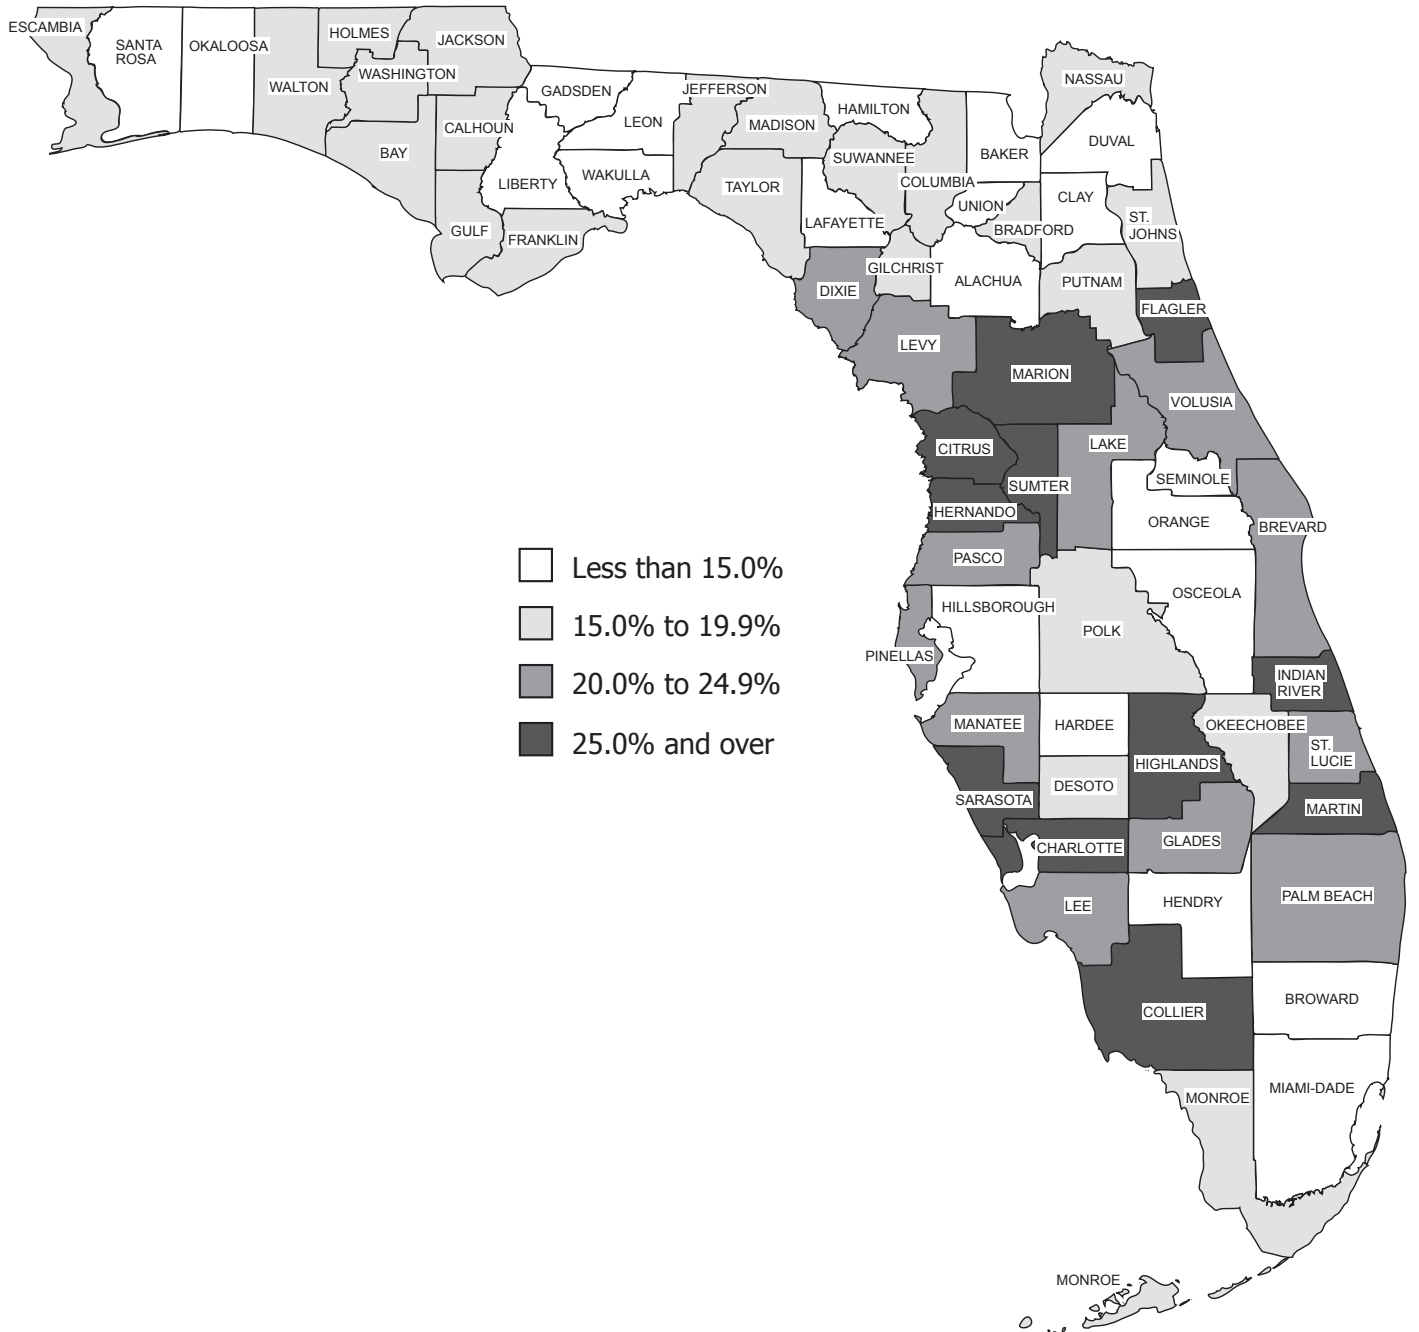 ESCAMBIA
SANTA
ROSA
OKALOOSA
WALTON
HOLMES
WASHINGTON
JACKSON
BAY
CALHOUN
GULF
GADSDEN
LIBERTY
FRANKLIN
LEON
WAKULLA
JEFFERSON
MADISON
TAYLOR
HAMILTON
SUWANNEE
LAFAYETTE
COLUMBIA
BAKER
UNION
BRADFORD
NASSAU
DUVAL
CLAY
ST.
JOHNS
DIXIE
GILCHRIST
ALACHUA
PUTNAM
FLAGLER
LEVY
MARION
VOLUSIA
CITRUS
LAKE
SUMTER
SEMINOLE
HERNANDO
ORANGE
BREVARD
PASCO
Less than 15.0%
15.0% to 19.9%
20.0% to 24.9%
25.0% and over
HILLSBOROUGH
PINELLAS
POLK
OSCEOLA
INDIAN
RIVER
MANATEE
HARDEE
OKEECHOBEE
HIGHLANDS
ST.
LUCIE
SARASOTA
DESOTO
MARTIN
CHARLOTTE
GLADES
LEE
HENDRY
PALM BEACH
COLLIER
BROWARD
MONROE
MIAMI-DADE
MONROE